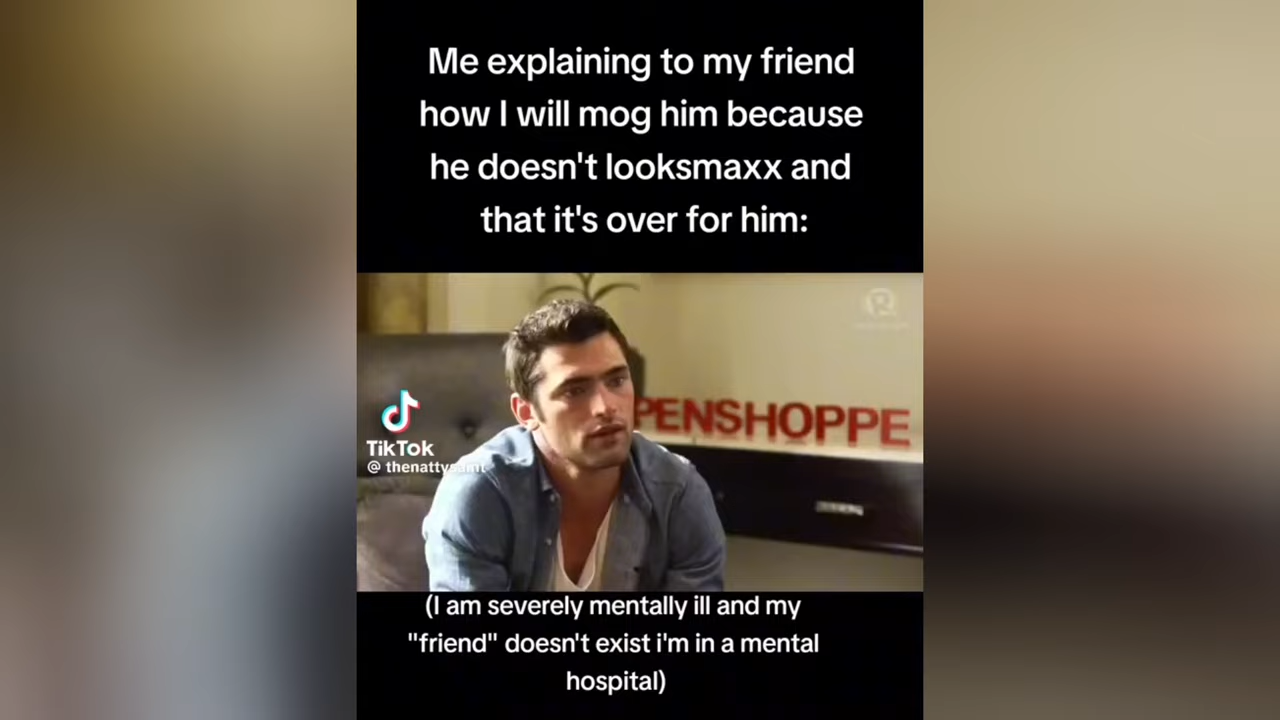 Me explaining to my friend
how I will mog him because
he doesn't looksmaxx and
that it's over for him:
PENSHOPPE
TikTok
@ thenattysaint
(I am severely mentally ill and my
"friend" doesn't exist i'm in a mental
hospital)